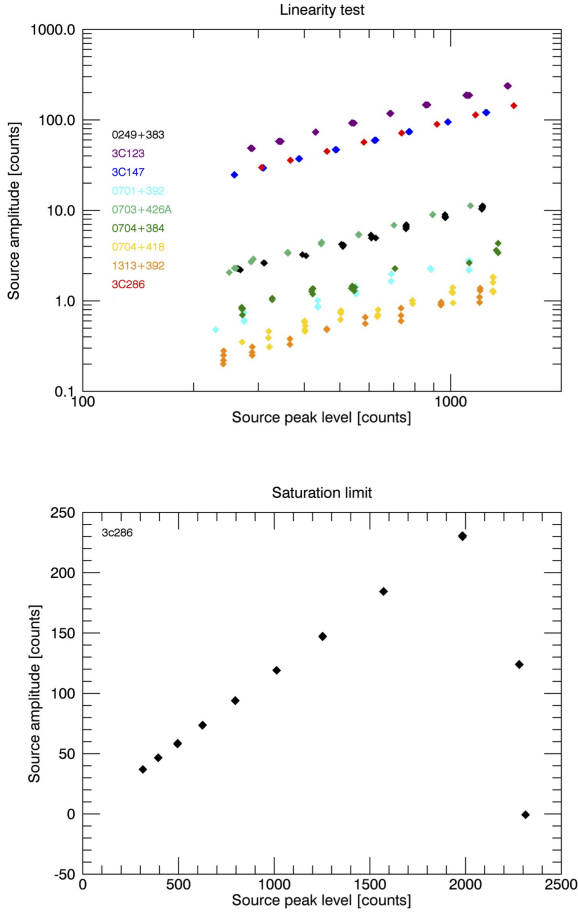 Linearity test
1000.0
100.0
10.0
1.0
0.1
Source amplitude [counts]
0249+383
3C123
3C147
0701+392
0703+426A
0704+384
0704+418
1313+392
3C286
100
1000
Source peak level [counts]
Saturation limit
250
200
150
100
50
0
-50
Source amplitude [counts]
3c286
0
500
1000
1500
2000
2500
Source peak level [counts]